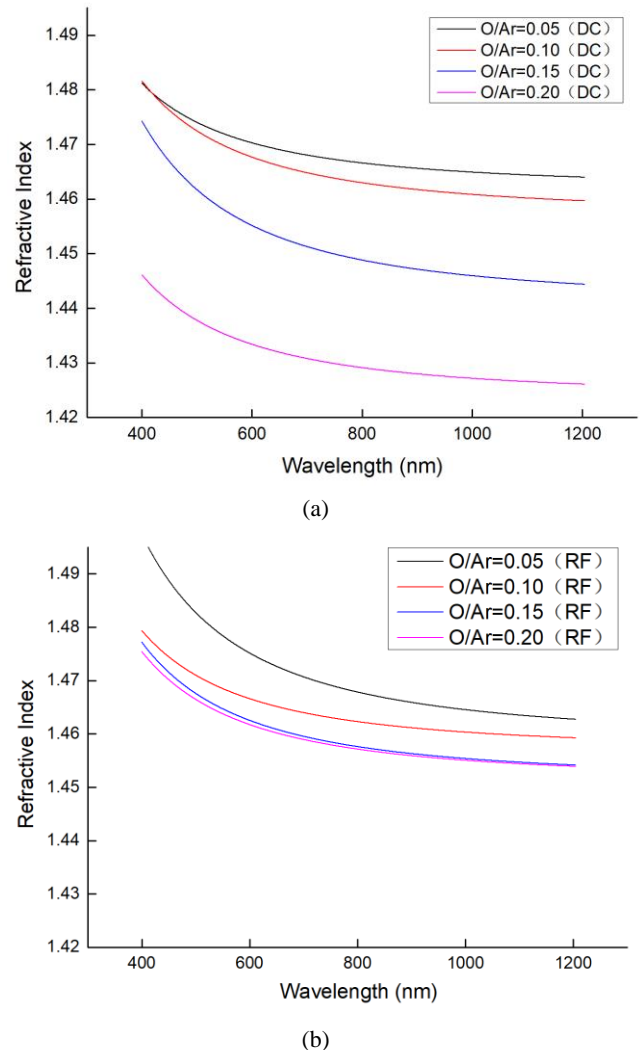 1.49
1.48
1.47
1.46
1.45
1.44
1.43
1.42
Refractive Index
O/Ar=0.05（DC）
O/Ar=0.10（DC）
O/Ar=0.15（DC）
O/Ar=0.20（DC）
400
600
800
1000
1200
Wavelength (nm)
(a)
1.49
1.48
1.47
1.46
1.45
1.44
1.43
1.42
Refractive Index
O/Ar=0.05（RF）
O/Ar=0.10（RF）
O/Ar=0.15（RF）
O/Ar=0.20（RF）
400
600
800
1000
1200
Wavelength (nm)
(b)